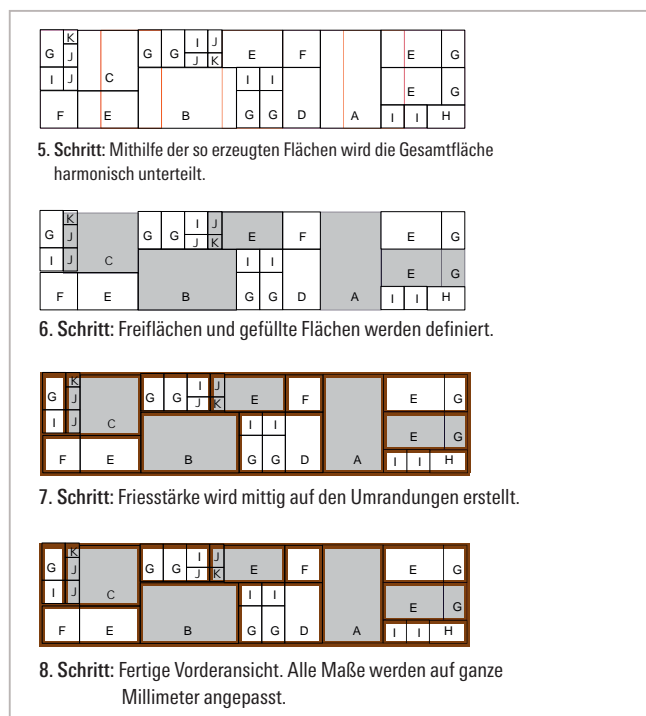 K
G J G G I J E F E G
J K
I J C I I E G
F E B G G D A I I H
5. Schritt: Mithilfe der so erzeugten Flächen wird die Gesamtfläche
harmonisch unterteilt.
K
G J G G I J E F E G
J K
I J C I I E G
F E B G G D A I I H
6. Schritt: Freiflächen und gefüllte Flächen werden definiert.
K
G J G G I J E F E G
J K
I J C I I E G
F E B G G D A I I H
7. Schritt: Friesstärke wird mittig auf den Umrandungen erstellt.
K
G J G G I J E F E G
J K
I J C I I E G
F E B G G D A I I H
8. Schritt: Fertige Vorderansicht. Alle Maße werden auf ganze
Millimeter angepasst.